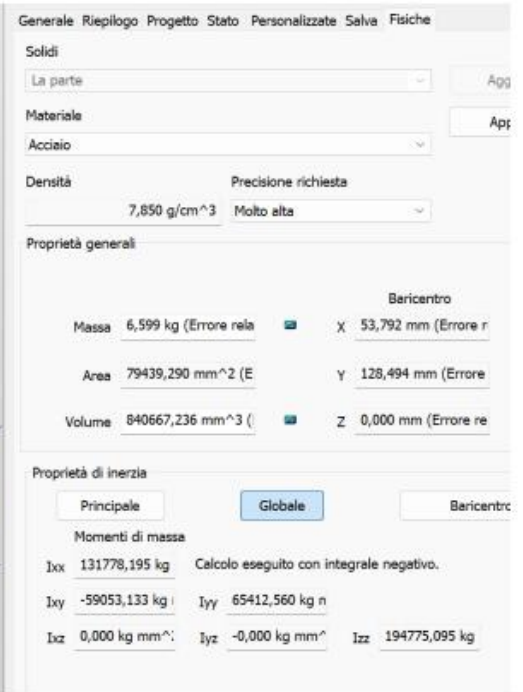 Generale Riepilogo Progetto Stato Personalizzate Salva Fisiche
Solidi
La parte
Agg
Materiale
App
Acciaio
Densità Precisione richiesta
7,850 g/cm^3 Molto alta
Proprietà generali
Baricentro
Massa 6,599 kg (Errore rela X 53,792 mm (Errore r
Area 79439,290 mm^2 (E Y 128,494 mm (Errore
Volume 840667,236 mm^3 ( Z 0,000 mm (Errore re
Proprietà di inerzia
Principale Globale Baricentro
Momenti di massa
Ixx 131778,195 kg Calcolo eseguito con integrale negativo.
Ixy -59053,133 kg Iyy 65412,560 kg n
Ixz 0,000 kg mm^ Iyz -0,000 kg mm^ Izz 194775,095 kg